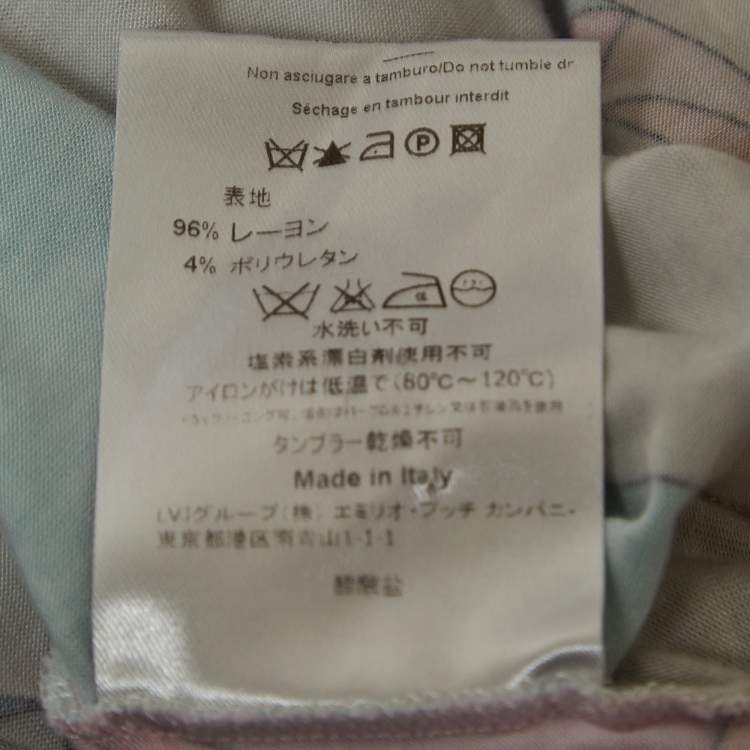 Non asciugare a tamburo/Do not tumble dr
Séchage en tambour interdit
P
表地
96% レーヨン
4% ポリウレタン
水洗い不可
塩素系漂白剤使用不可
アイロンがけは低温で(80℃～120℃)
タンブラー乾燥不可
Made in Italy
LVJグループ(株) エミリオ・プッチ カンパニー
東京都港区南青山1-1-1